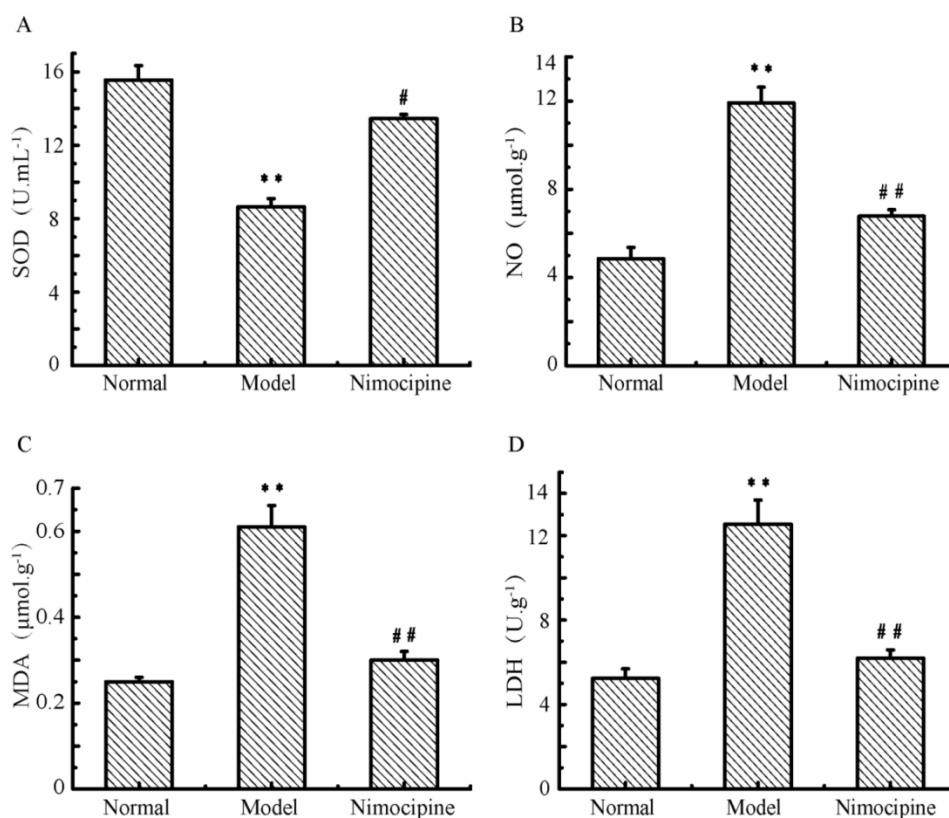 A
SOD (U.mL-1)
16
12
8
4
0
**
#
Normal Model Nimocipine
B
NO (μmol.g-1)
14
12
8
4
0
**
##
Normal Model Nimocipine
C
MDA (μmol.g-1)
0.7
0.6
0.4
0.2
0
**
##
Normal Model Nimocipine
D
LDH (U.g-1)
14
12
8
4
0
**
##
Normal Model Nimocipine